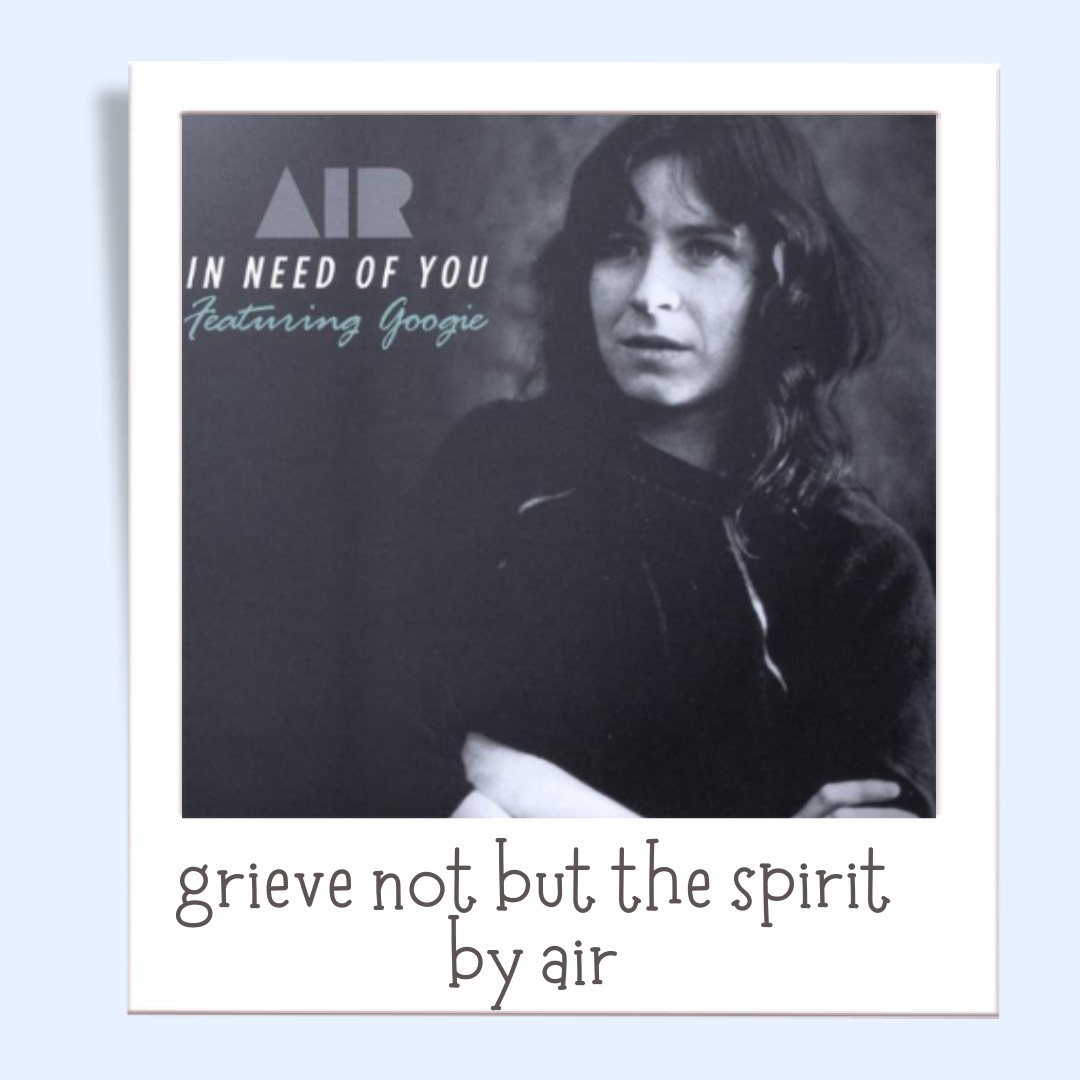 AIR
IN NEED OF YOU
Featuring Googie
grieve not but the spirit
by air